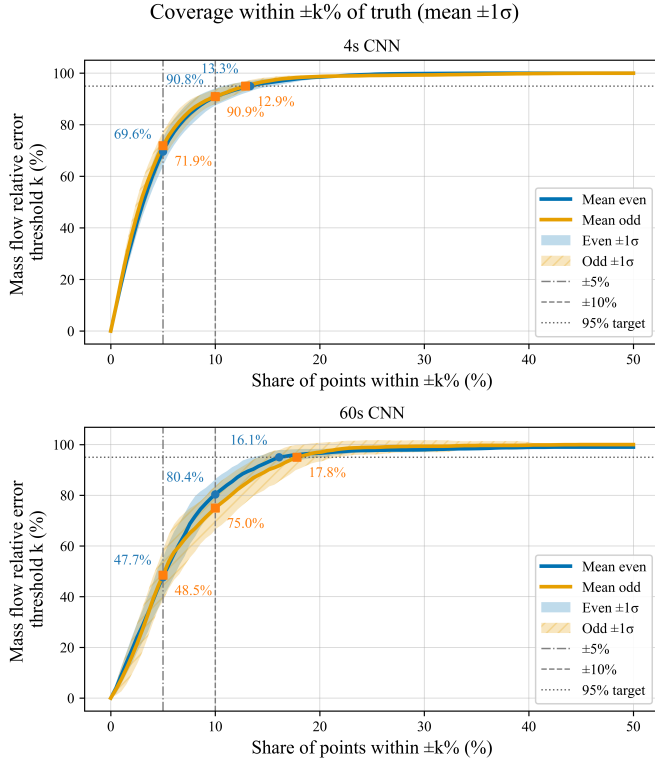 Coverage within ±k% of truth (mean ±1σ)
4s CNN
Mass flow relative error
threshold k (%)
100
80
60
40
20
0
69.6%
90.8%
13.3%
71.9%
90.9%
12.9%
Mean even
Mean odd
Even ±1σ
Odd ±1σ
±5%
±10%
95% target
0 10 20 30 40 50
Share of points within ±k% (%)
60s CNN
Mass flow relative error
threshold k (%)
100
80
60
40
20
0
47.7%
80.4%
16.1%
48.5%
75.0%
17.8%
Mean even
Mean odd
Even ±1σ
Odd ±1σ
±5%
±10%
95% target
0 10 20 30 40 50
Share of points within ±k% (%)